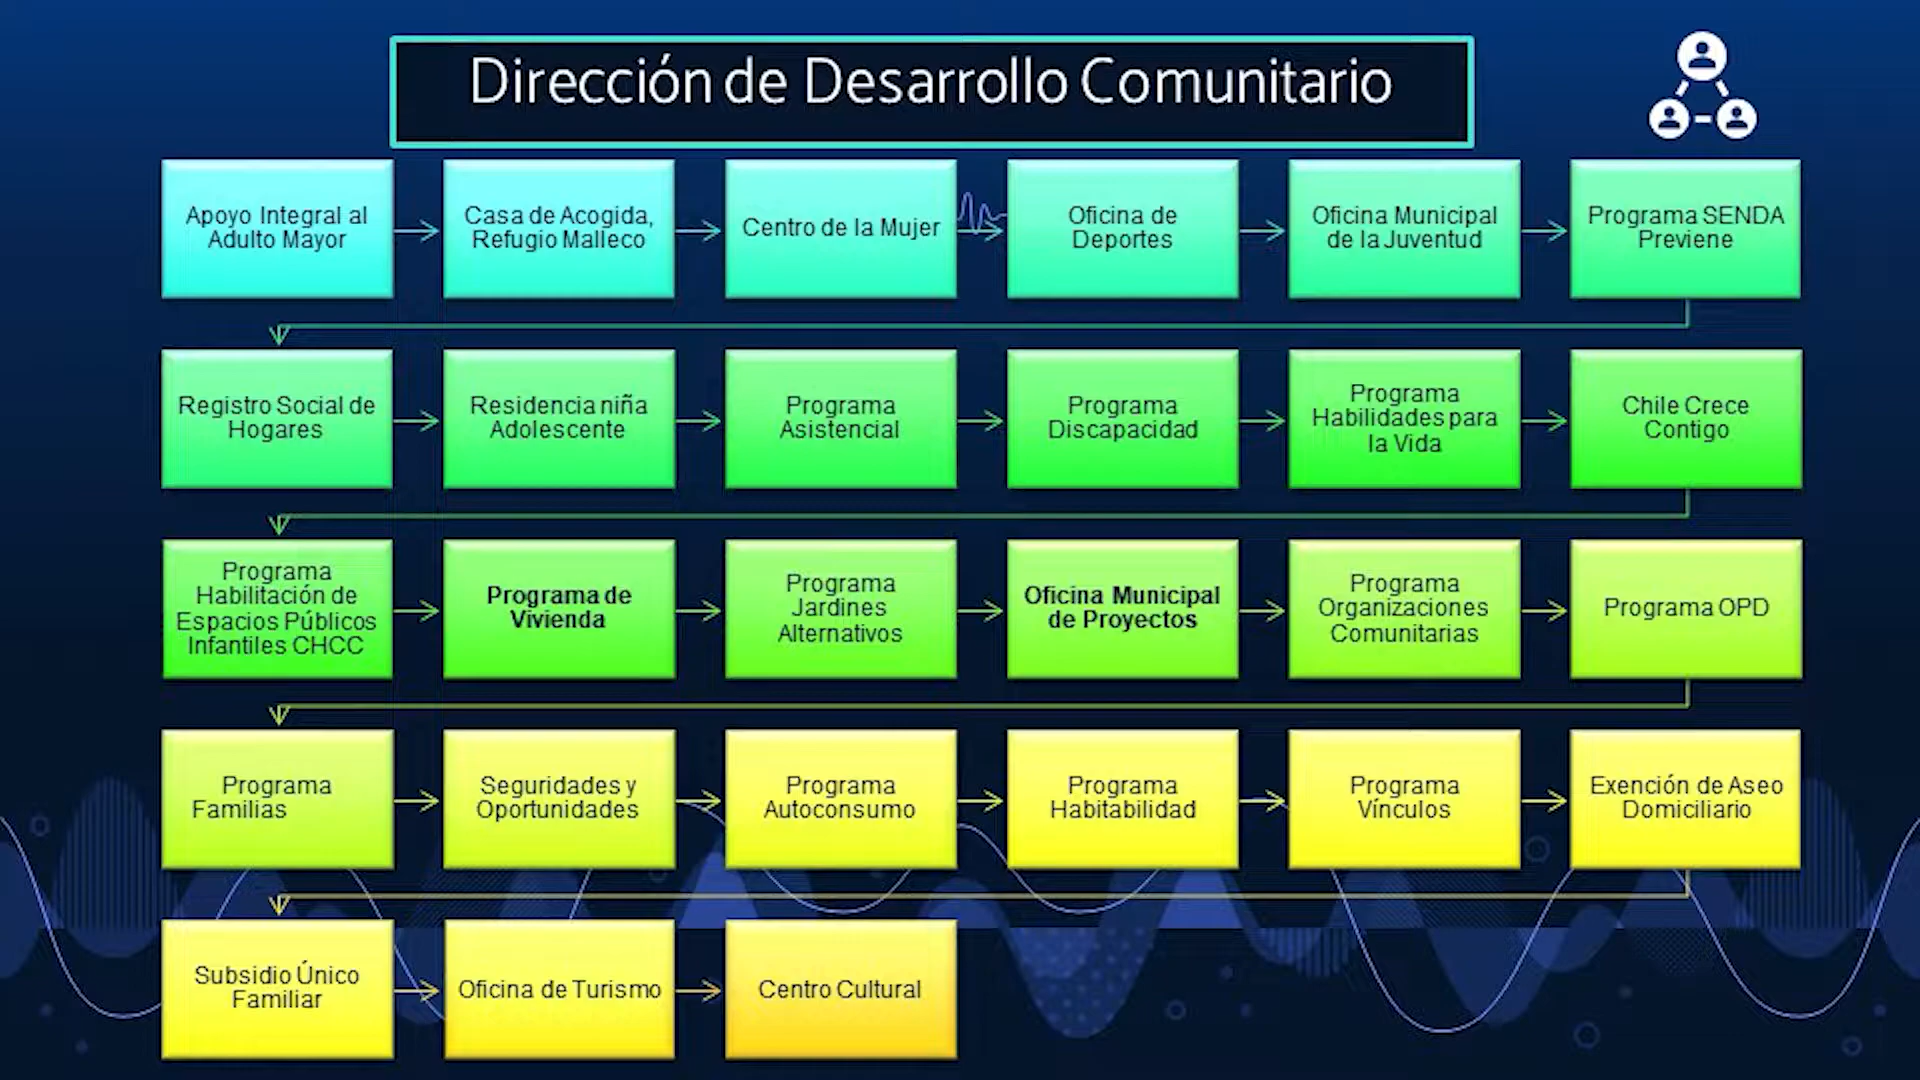 Dirección de Desarrollo Comunitario
Apoyo Integral al
Adulto Mayor
Casa de Acogida,
Refugio Malleco
Centro de la Mujer
Oficina de
Deportes
Oficina Municipal
de la Juventud
Programa SENDA
Previene
Registro Social de
Hogares
Residencia niña
Adolescente
Programa
Asistencial
Programa
Discapacidad
Programa
Habilidades para
la Vida
Chile Crece
Contigo
Programa
Habilitación de
Espacios Públicos
Infantiles CHCC
Programa de
Vivienda
Programa
Jardines
Alternativos
Oficina Municipal
de Proyectos
Programa
Organizaciones
Comunitarias
Programa OPD
Programa
Familias
Seguridades y
Oportunidades
Programa
Autoconsumo
Programa
Habitabilidad
Programa
Vínculos
Exención de Aseo
Domiciliario
Subsidio Único
Familiar
Oficina de Turismo
Centro Cultural